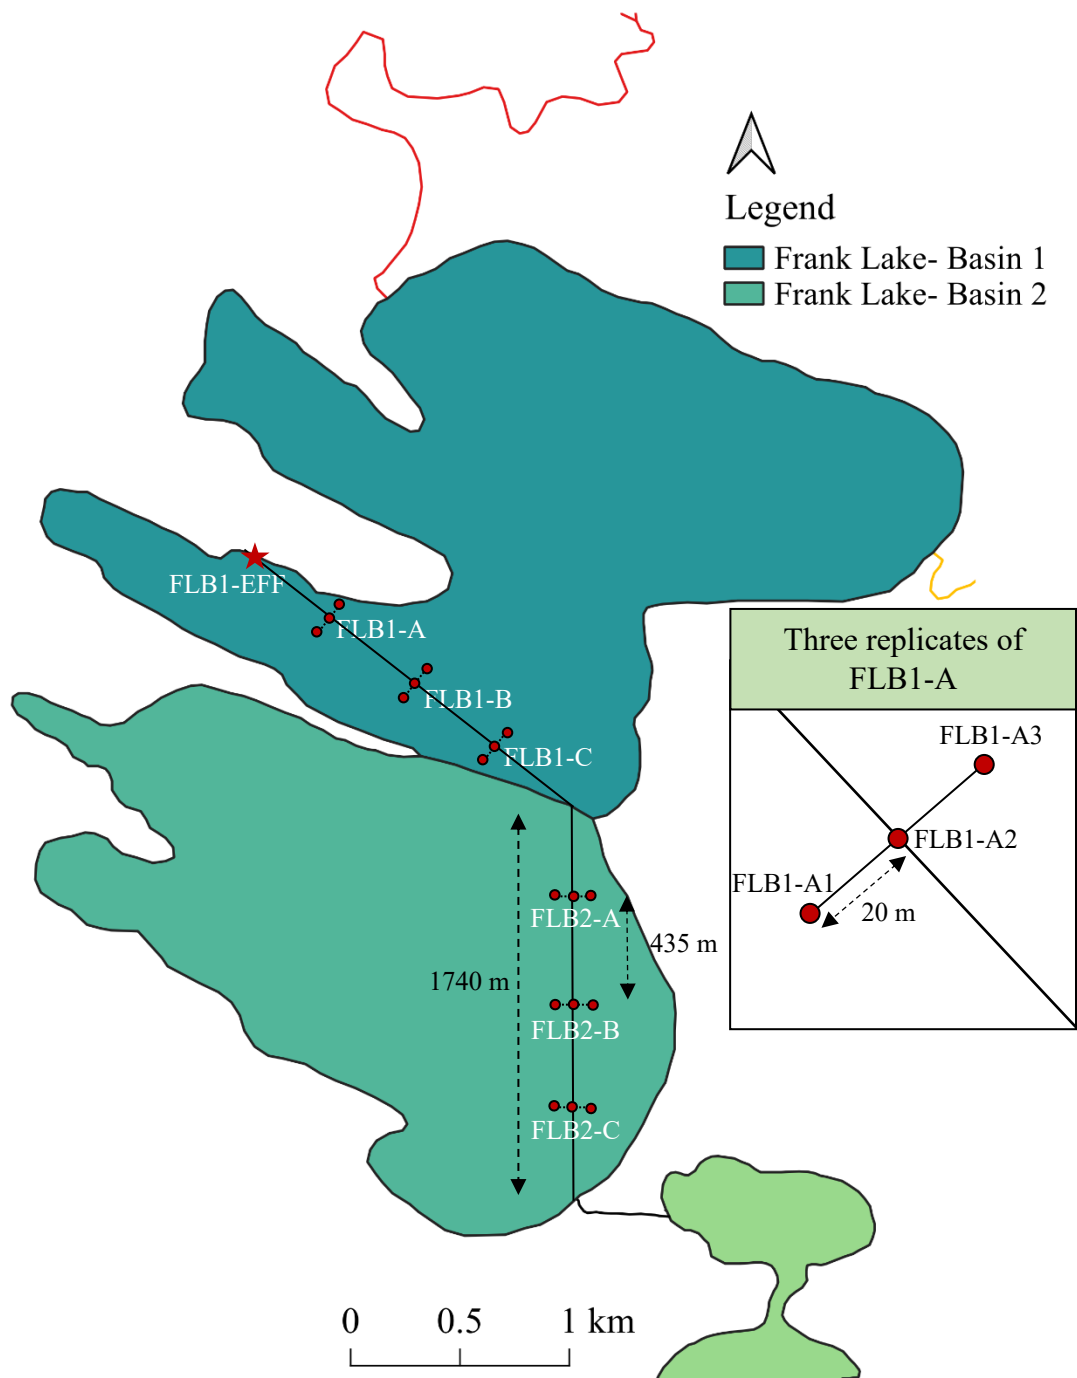 Legend
Frank Lake- Basin 1
Frank Lake- Basin 2
FLB1-EFF
FLB1-A
FLB1-B
FLB1-C
Three replicates of
FLB1-A
FLB1-A3
FLB1-A2
FLB1-A1
20 m
FLB2-A
435 m
1740 m
FLB2-B
FLB2-C
0 0.5 1 km